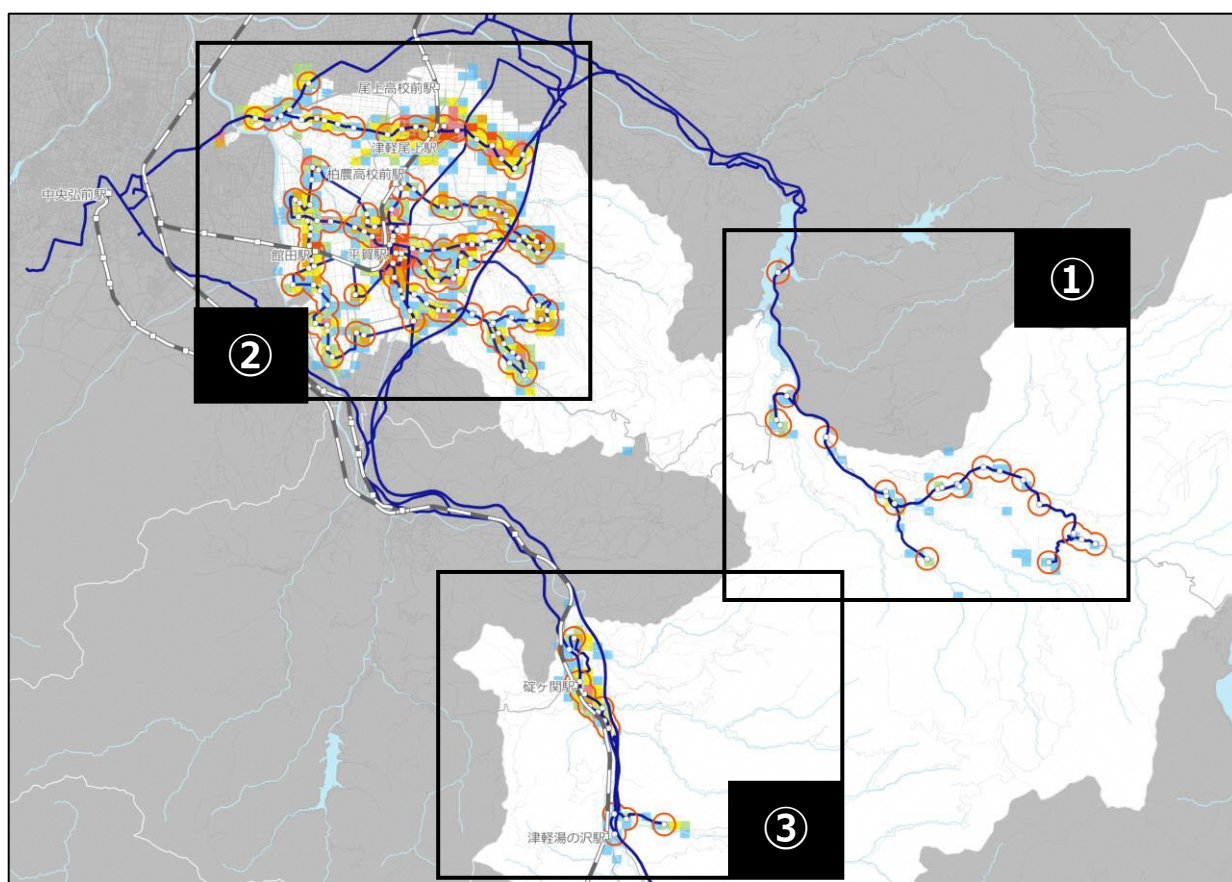 尾上高校前駅
津軽尾上駅
柏農高校前駅
中央弘前駅
館田駅
平賀駅
①
②
碇ヶ関駅
津軽湯の沢駅
③